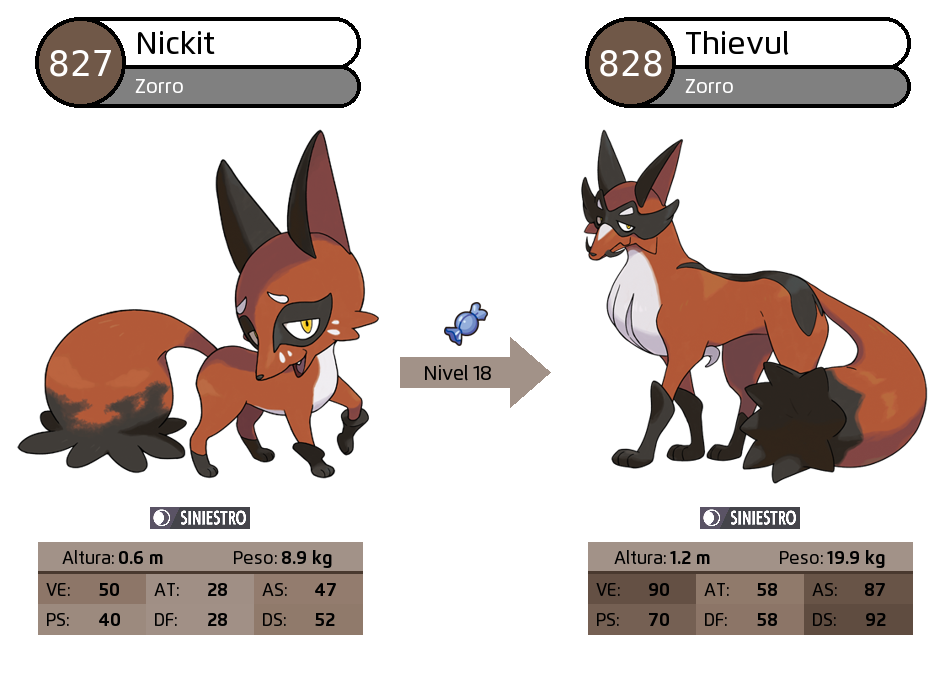 827 Nickit
Zorro
828 Thievul
Zorro
Nivel 18
SINIESTRO
Altura: 0.6 m Peso: 8.9 kg
VE: 50 AT: 28 AS: 47
PS: 40 DF: 28 DS: 52
SINIESTRO
Altura: 1.2 m Peso: 19.9 kg
VE: 90 AT: 58 AS: 87
PS: 70 DF: 58 DS: 92